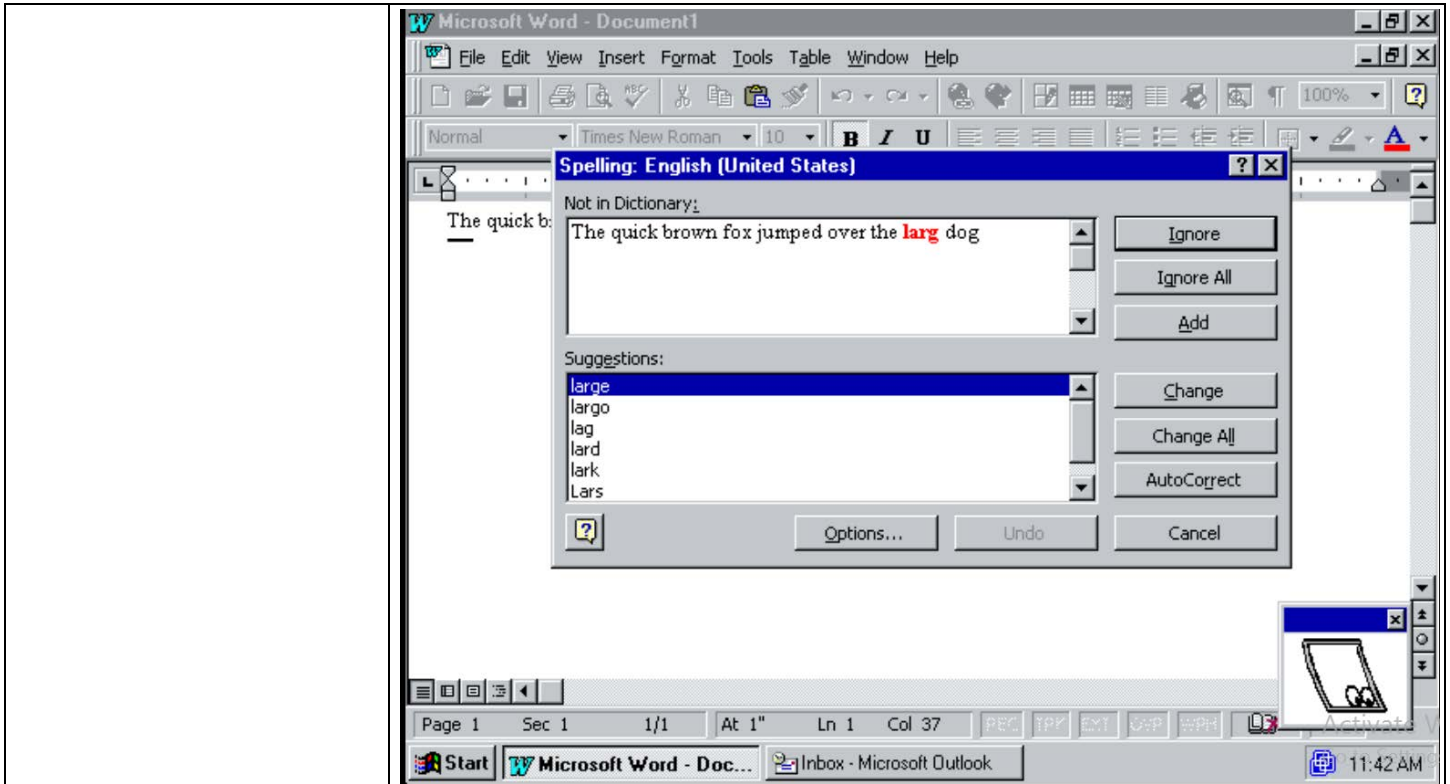 Microsoft Word - Document1
File Edit View Insert Format Tools Table Window Help
100%
Normal Times New Roman 10 B I U A
Spelling: English (United States)
Not in Dictionary:
The quick b
The quick brown fox jumped over the larg dog
Ignore
Ignore All
Add
Suggestions:
large
largo
lag
lard
lark
Lars
Change
Change All
AutoCorrect
Options... Undo Cancel
Page 1 Sec 1 1/1 At 1" Ln 1 Col 37 REC TRK EXT OVR WPH
Activate
Start Microsoft Word - Doc... Inbox - Microsoft Outlook 11:42 AM